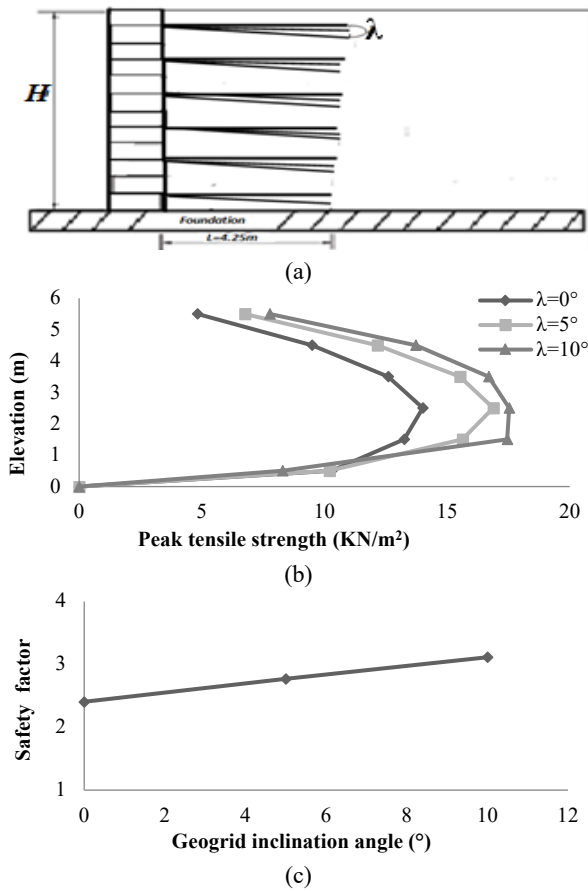 λ
H
Foundation
L=4.25m
(a)
6
5
4
3
2
1
0
Elevation (m)
0 5 10 15 20
Peak tensile strength (KN/m²)
λ=0°
λ=5°
λ=10°
(b)
4
3
2
1
Safety factor
0 2 4 6 8 10 12
Geogrid inclination angle (°)
(c)